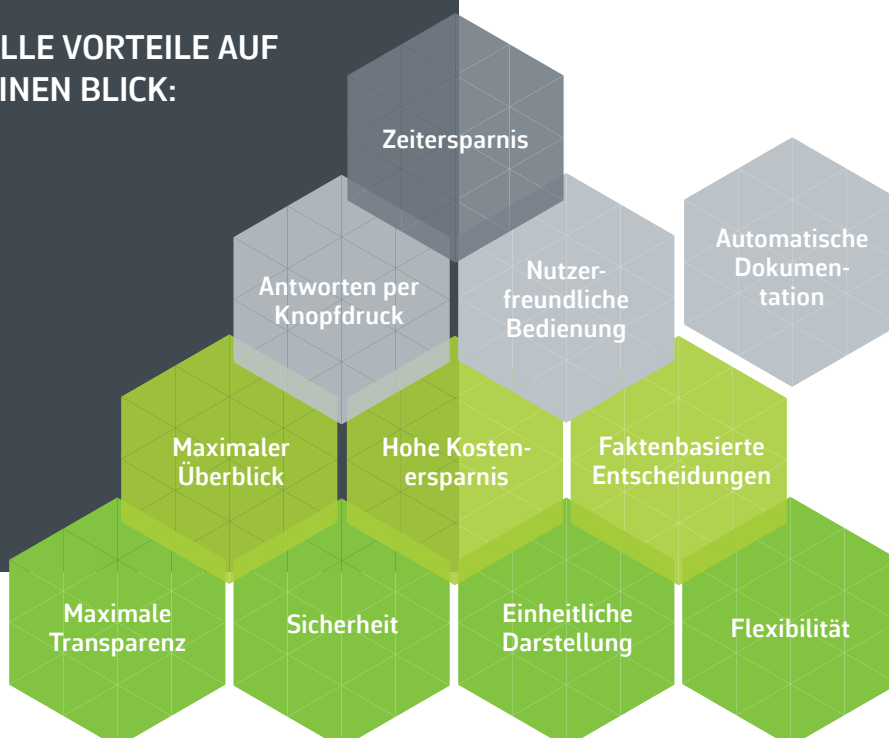 LLE VORTEILE AUF
INEN BLICK:
Zeitersparnis
Antworten per
Knopfdruck
Nutzer-
freundliche
Bedienung
Automatische
Dokumen-
tation
Maximaler
Überblick
Hohe Kosten-
ersparnis
Faktenbasierte
Entscheidungen
Maximale
Transparenz
Sicherheit
Einheitliche
Darstellung
Flexibilität